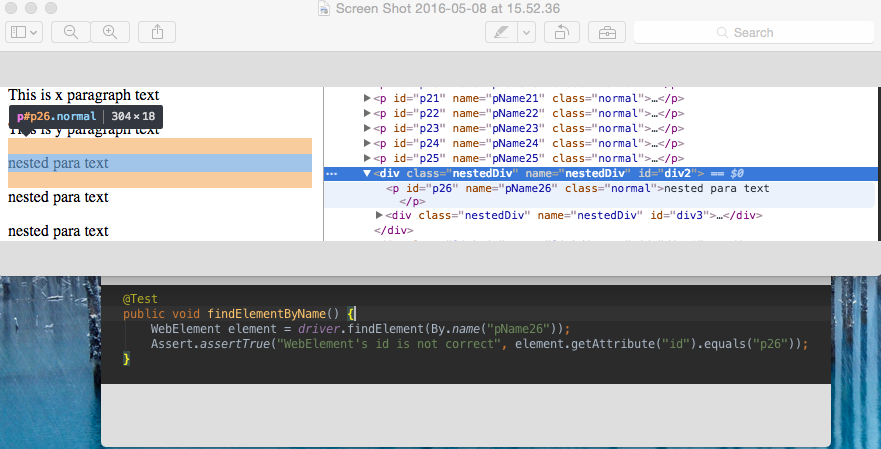 Screen Shot 2016-05-08 at 15.52.36
Search
This is x paragraph text
p#p26.normal | 304 × 18
This is y paragraph text
nested para text
nested para text
nested para text
<p id="p21" name="pName21" class="normal">…</p>
<p id="p22" name="pName22" class="normal">…</p>
<p id="p23" name="pName23" class="normal">…</p>
<p id="p24" name="pName24" class="normal">…</p>
<p id="p25" name="pName25" class="normal">…</p>
<div class="nestedDiv" name="nestedDiv" id="div2"> == $0
<p id="p26" name="pName26" class="normal">nested para text
</p>
<div class="nestedDiv" name="nestedDiv" id="div3">…</div>
</div>
@Test
public void findElementByName() {
WebElement element = driver.findElement(By.name("pName26"));
Assert.assertTrue("WebElement's id is not correct", element.getAttribute("id").equals("p26"));
}